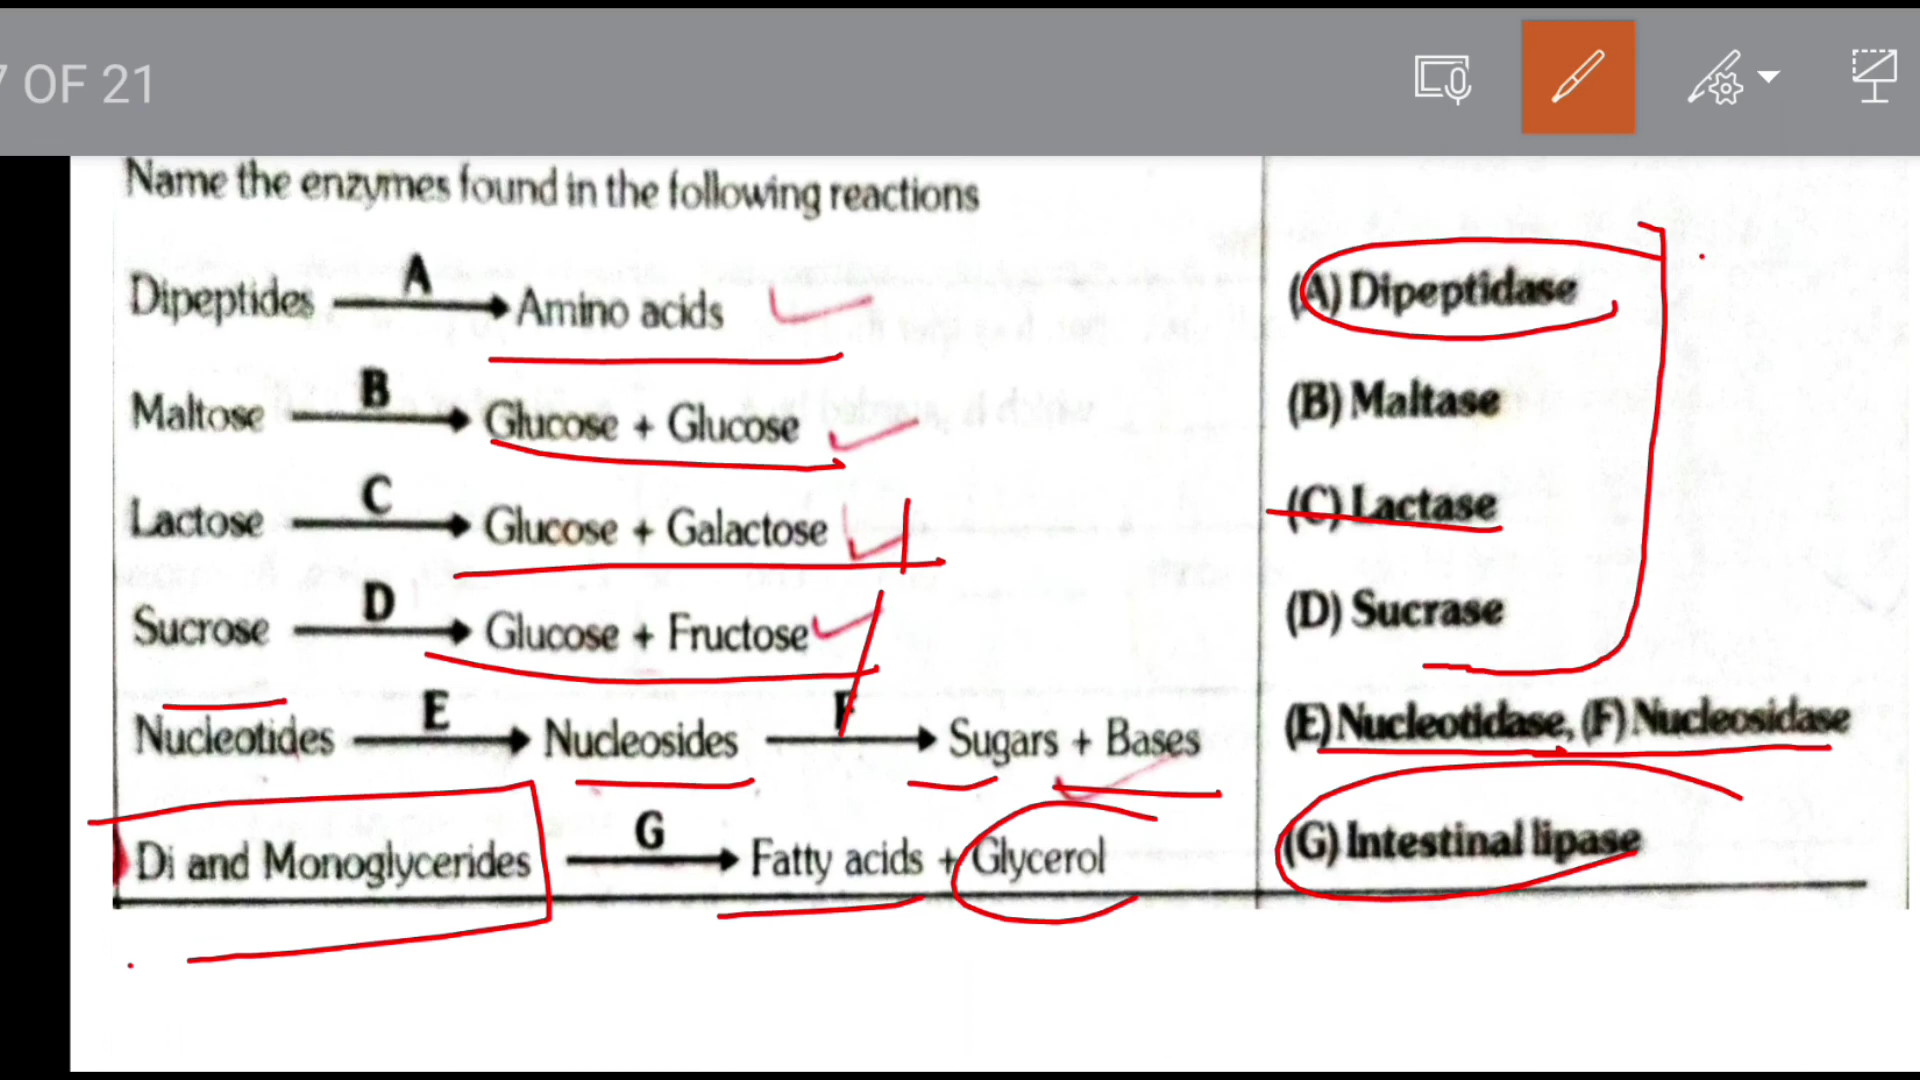 7 OF 21
Name the enzymes found in the following reactions
A
Dipeptides → Amino acids
(A) Dipeptidase
B
Maltose → Glucose + Glucose
(B) Maltase
C
Lactose → Glucose + Galactose
(C) Lactase
D
Sucrose → Glucose + Fructose
(D) Sucrase
E F
Nucleotides → Nucleosides → Sugars + Bases
(E) Nucleotidase, (F) Nucleosidase
G
Di and Monoglycerides → Fatty acids + Glycerol
(G) Intestinal lipase